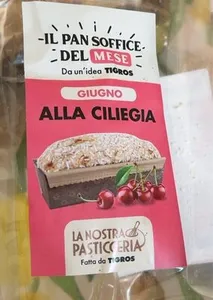 IL PAN SOFFICE
DEL MESE
Da un'idea TIGROS
GIUGNO
ALLA CILIEGIA
LA NOSTRA
PASTICCERIA
Fatta da TIGROS